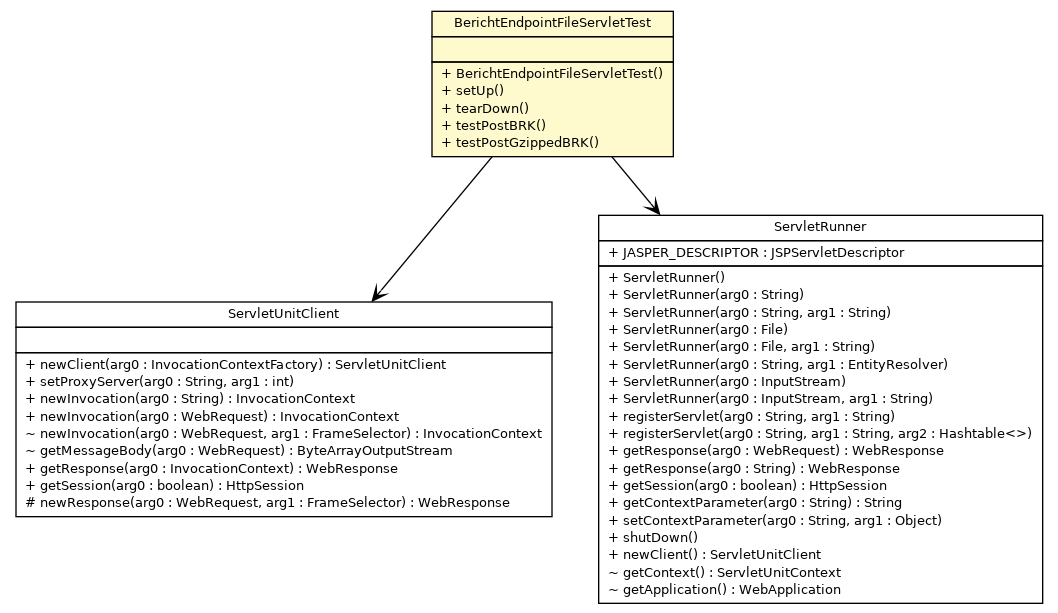 BerichtEndpointFileServletTest
+ BerichtEndpointFileServletTest()
+ setUp()
+ tearDown()
+ testPostBRK()
+ testPostGzippedBRK()
ServletUnitClient
+ newClient(arg0 : InvocationContextFactory) : ServletUnitClient
+ setProxyServer(arg0 : String, arg1 : int)
+ newInvocation(arg0 : String) : InvocationContext
+ newInvocation(arg0 : WebRequest) : InvocationContext
~ newInvocation(arg0 : WebRequest, arg1 : FrameSelector) : InvocationContext
~ getMessageBody(arg0 : WebRequest) : ByteArrayOutputStream
+ getResponse(arg0 : InvocationContext) : WebResponse
+ getSession(arg0 : boolean) : HttpSession
# newResponse(arg0 : WebRequest, arg1 : FrameSelector) : WebResponse
ServletRunner
+ JASPER_DESCRIPTOR : JSPServletDescriptor
+ ServletRunner()
+ ServletRunner(arg0 : String)
+ ServletRunner(arg0 : String, arg1 : String)
+ ServletRunner(arg0 : File)
+ ServletRunner(arg0 : File, arg1 : String)
+ ServletRunner(arg0 : String, arg1 : EntityResolver)
+ ServletRunner(arg0 : InputStream)
+ ServletRunner(arg0 : InputStream, arg1 : String)
+ registerServlet(arg0 : String, arg1 : String)
+ registerServlet(arg0 : String, arg1 : String, arg2 : Hashtable<>)
+ getResponse(arg0 : WebRequest) : WebResponse
+ getResponse(arg0 : String) : WebResponse
+ getSession(arg0 : boolean) : HttpSession
+ getContextParameter(arg0 : String) : String
+ setContextParameter(arg0 : String, arg1 : Object)
+ shutDown()
+ newClient() : ServletUnitClient
~ getContext() : ServletUnitContext
~ getApplication() : WebApplication